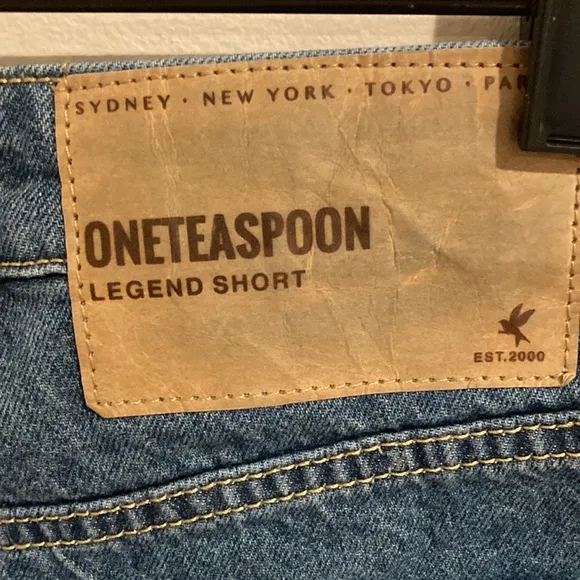 SYDNEY · NEW YORK · TOKYO ·
ONETEASPOON
LEGEND SHORT
EST.2000